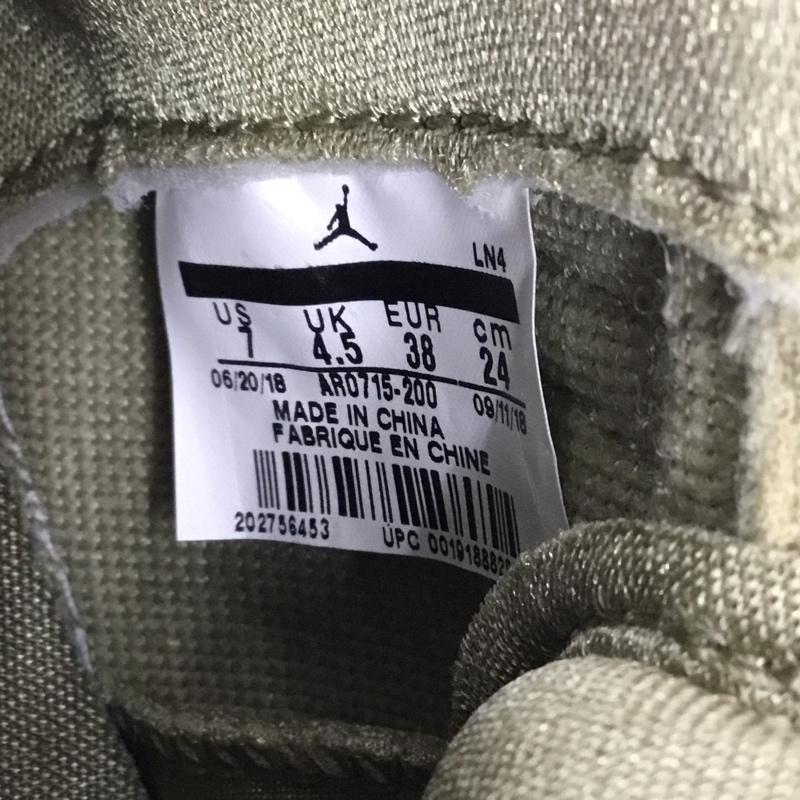 LN4
US UK EUR cm
7 4.5 38 24
06/20/18 AR0715-200 09/11/18
MADE IN CHINA
FABRIQUE EN CHINE
202756453 UPC